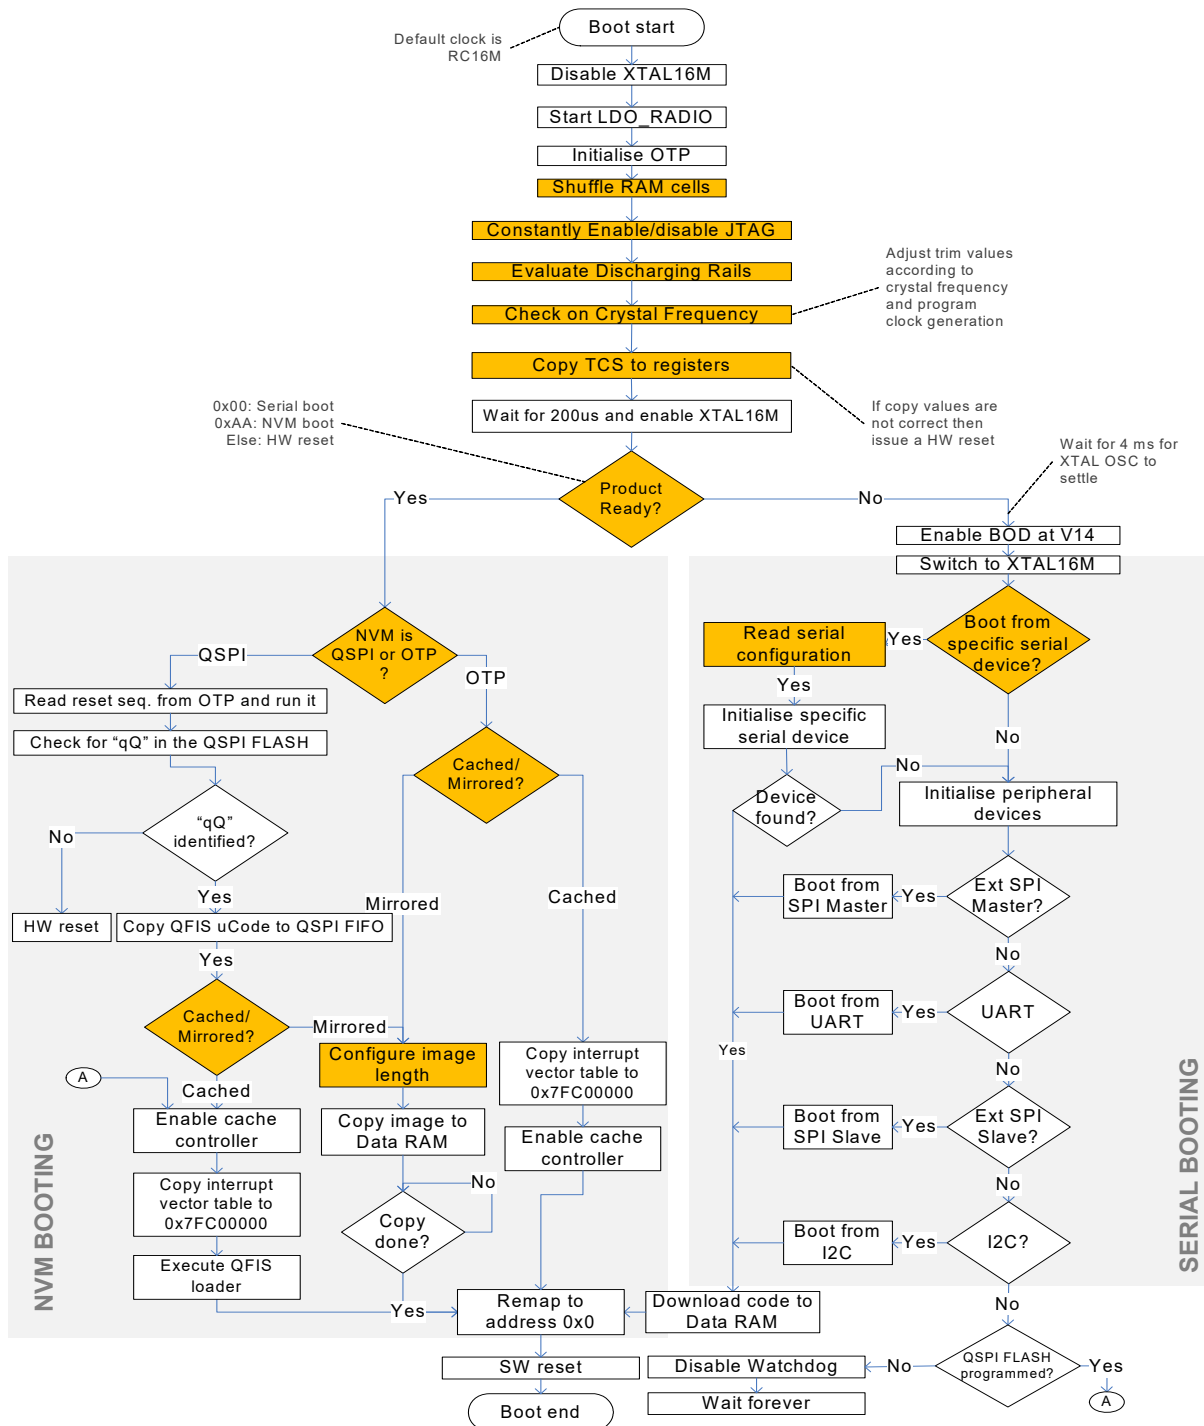 Boot start
Default clock is
RC16M
Disable XTAL16M
Start LDO_RADIO
Initialise OTP
Shuffle RAM cells
Constantly Enable/disable JTAG
Evaluate Discharging Rails
Adjust trim values
according to
crystal frequency
and program
clock generation
Check on Crystal Frequency
Copy TCS to registers
0x00: Serial boot
0xAA: NVM boot
Else: HW reset
Wait for 200us and enable XTAL16M
If copy values are
not correct then
issue a HW reset
Wait for 4 ms for
XTAL OSC to
settle
Product
Ready?
Yes
No
Enable BOD at V14
Switch to XTAL16M
NVM is
QSPI or OTP
?
QSPI
OTP
Read reset seq. from OTP and run it
Check for “qQ” in the QSPI FLASH
“qQ”
identified?
No
Yes
HW reset
Copy QFIS uCode to QSPI FIFO
Yes
Cached/
Mirrored?
Mirrored
Cached
Cached/
Mirrored?
Mirrored
Cached
A
Enable cache
controller
Copy interrupt
vector table to
0x7FC00000
Execute QFIS
loader
Configure image
length
Copy image to
Data RAM
No
Copy
done?
Yes
Copy interrupt
vector table to
0x7FC00000
Enable cache
controller
NVM BOOTING
Remap to
address 0x0
SW reset
Boot end
Boot from
specific serial
device?
Yes
Read serial
configuration
Yes
Initialise specific
serial device
No
No
Device
found?
Initialise peripheral
devices
Ext SPI
Master?
Yes
Boot from
SPI Master
No
UART
Yes
Boot from
UART
Yes
No
Ext SPI
Slave?
Yes
Boot from
SPI Slave
No
I2C?
Yes
Boot from
I2C
SERIAL BOOTING
No
Download code to
Data RAM
QSPI FLASH
programmed?
No
Yes
Disable Watchdog
Wait forever
A